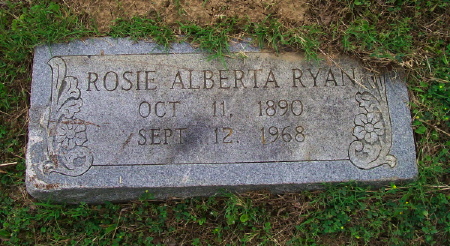 ROSIE ALBERTA RYAN
OCT 11, 1890
SEPT 12, 1968